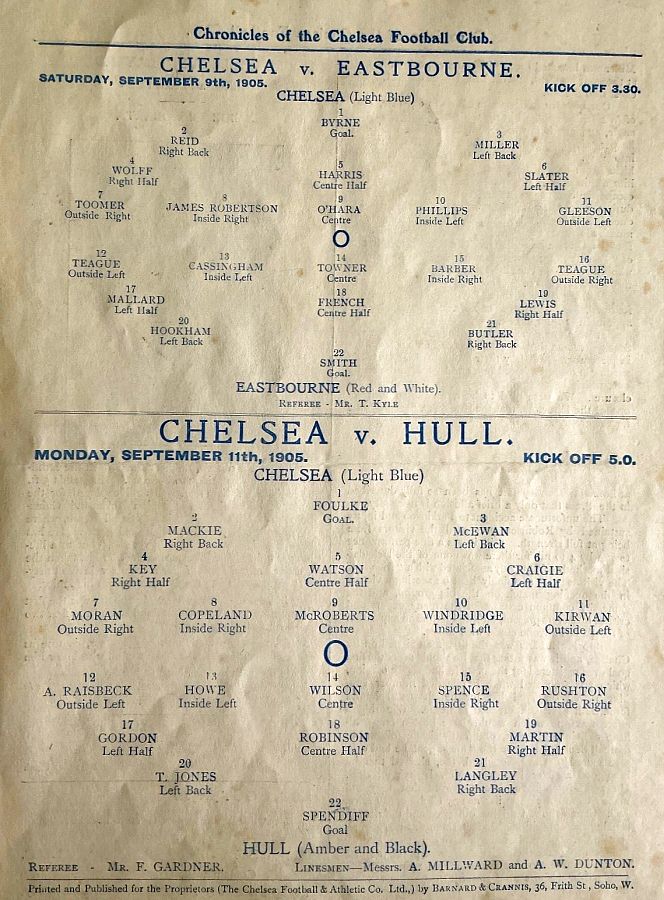 Chronicles of the Chelsea Football Club.
CHELSEA v. EASTBOURNE.
SATURDAY, SEPTEMBER 9th, 1905. KICK OFF 3.30.
CHELSEA (Light Blue)
1
BYRNE
Goal.
2 3
REID MILLER
Right Back Left Back
4 5 6
WOLFF HARRIS SLATER
Right Half Centre Half Left Half
7 8 9 10 11
TOOMER JAMES ROBERTSON O'HARA PHILLIPS GLEESON
Outside Right Inside Right Centre Inside Left Outside Left
O
12 13 14 15 16
TEAGUE CASSINGHAM TOWNER BARBER TEAGUE
Outside Left Inside Left Centre Inside Right Outside Right
17 18 19
MALLARD FRENCH LEWIS
Left Half Centre Half Right Half
20 21
HOOKHAM BUTLER
Left Back Right Back
22
SMITH
Goal.
EASTBOURNE (Red and White).
REFEREE - MR. T. KYLE
CHELSEA v. HULL.
MONDAY, SEPTEMBER 11th, 1905. KICK OFF 5.0.
CHELSEA (Light Blue)
1
FOULKE
GOAL.
2 3
MACKIE McEWAN
Right Back Left Back
4 5 6
KEY WATSON CRAIGIE
Right Half Centre Half Left Half
7 8 9 10 11
MORAN COPELAND McROBERTS WINDRIDGE KIRWAN
Outside Right Inside Right Centre Inside Left Outside Left
O
12 13 14 15 16
A. RAISBECK HOWE WILSON SPENCE RUSHTON
Outside Left Inside Left Centre Inside Right Outside Right
17 18 19
GORDON ROBINSON MARTIN
Left Half Centre Half Right Half
20 21
T. JONES LANGLEY
Left Back Right Back
22
SPENDIFF
Goal
HULL (Amber and Black).
REFEREE - MR. F. GARDNER. LINESMEN—Messrs. A. MILLWARD and A. W. DUNTON.
Printed and Published for the Proprietors (The Chelsea Football & Athletic Co. Ltd.,) by BARNARD & CRANNIS, 36, Frith St, Soho, W.